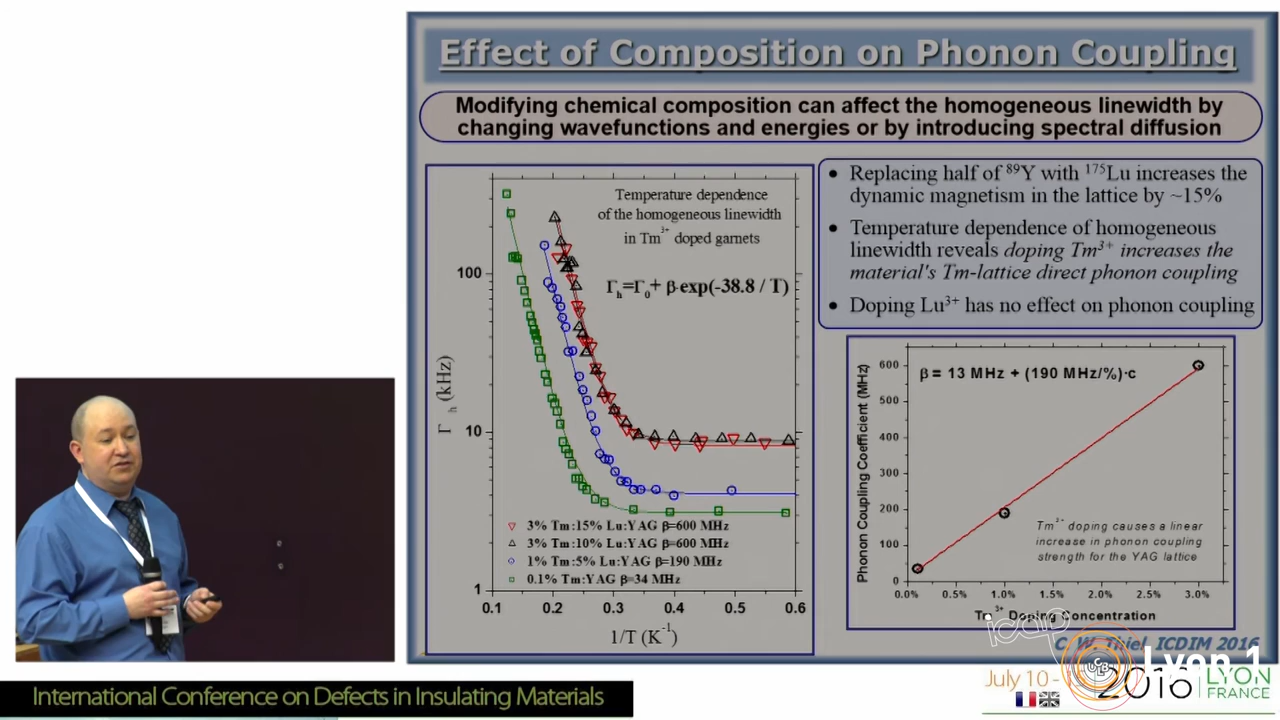 Effect of Composition on Phonon Coupling
Modifying chemical composition can affect the homogeneous linewidth by
changing wavefunctions and energies or by introducing spectral diffusion
Temperature dependence
of the homogeneous linewidth
in Tm³⁺ doped garnets
Γh=Γ0+ β·exp(-38.8 / T)
100
10
1
Γh (kHz)
▽ 3% Tm:15% Lu:YAG β=600 MHz
△ 3% Tm:10% Lu:YAG β=600 MHz
○ 1% Tm:5% Lu:YAG β=190 MHz
□ 0.1% Tm:YAG β=34 MHz
0.1 0.2 0.3 0.4 0.5 0.6
1/T (K⁻¹)
• Replacing half of ⁸⁹Y with ¹⁷⁵Lu increases the
dynamic magnetism in the lattice by ~15%
• Temperature dependence of homogeneous
linewidth reveals doping Tm³⁺ increases the
material's Tm-lattice direct phonon coupling
• Doping Lu³⁺ has no effect on phonon coupling
Phonon Coupling Coefficient (MHz)
600
500
400
300
200
100
0
β = 13 MHz + (190 MHz/%)·c
Tm³⁺ doping causes a linear
increase in phonon coupling
strength for the YAG lattice
0.0% 0.5% 1.0% 1.5% 2.0% 2.5% 3.0%
Tm³⁺ Doping Concentration
C.W. Thiel, ICDIM 2016
icap
UCB
Lyon 1
July 10 -
2016
LYON
FRANCE
International Conference on Defects in Insulating Materials